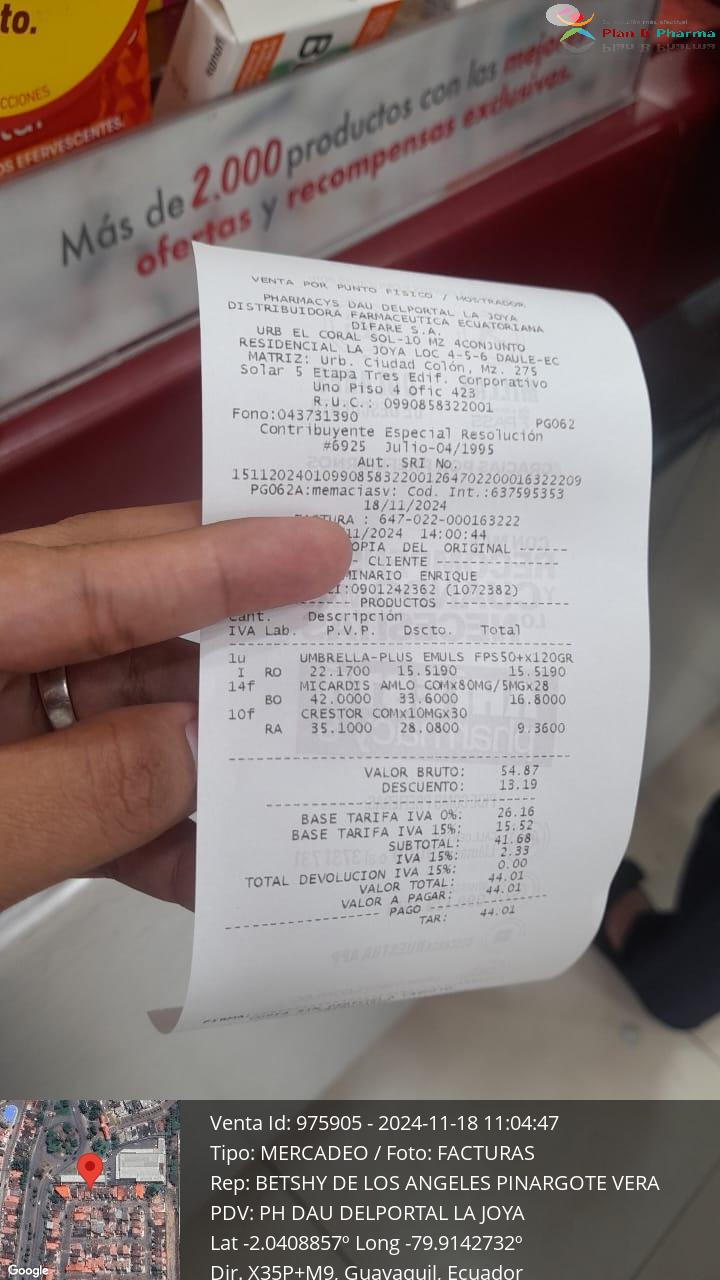 to.
CCIONES
OS EFERVESCENTES.
Plan B Pharma
Más de 2.000 productos con las mejores
ofertas y recompensas exclusivas.
VENTA POR PUNTO FISICO / MOSTRADOR
PHARMACYS DAU DELPORTAL LA JOYA
DISTRIBUIDORA FARMACEUTICA ECUATORIANA
DIFARE S.A.
URB EL CORAL SOL-10 MZ 4CONJUNTO
RESIDENCIAL LA JOYA LOC 4-5-6 DAULE-EC
MATRIZ: Urb. Ciudad Colón, Mz. 275
Solar 5 Etapa Tres Edif. Corporativo
Uno Piso 4 Ofic 423
R.U.C.: 0990858322001
Fono:043731390 PG062
Contribuyente Especial Resolución
#6925 Julio-04/1995
Aut. SRI No.
15112024010990858322001264702200016322209
PG062A:memaciasv: Cod. Int.:637595353
18/11/2024
FACTURA : 647-022-000163222
11/2024 14:00:44
OPIA DEL ORIGINAL ------
- CLIENTE ---------------
MINARIO ENRIQUE
I:0901242362 (1072382)
PRODUCTOS
Cant. Descripción
IVA Lab. P.V.P. Dscto. Total
1u UMBRELLA-PLUS EMULS FPS50+X120GR
I RO 22.1700 15.5190 15.5190
14f MICARDIS AMLO COMx80MG/5MGx28
BO 42.0000 33.6000 16.8000
10f CRESTOR COMx10MGx30
RA 35.1000 28.0800 9.3600
VALOR BRUTO: 54.87
DESCUENTO: 13.19
BASE TARIFA IVA 0%: 26.16
BASE TARIFA IVA 15%: 15.52
SUBTOTAL: 41.68
IVA 15%: 2.33
TOTAL DEVOLUCION IVA 15%: 0.00
VALOR TOTAL: 44.01
VALOR A PAGAR: 44.01
PAGO
TAR: 44.01
Venta Id: 975905 - 2024-11-18 11:04:47
Tipo: MERCADEO / Foto: FACTURAS
Rep: BETSHY DE LOS ANGELES PINARGOTE VERA
PDV: PH DAU DELPORTAL LA JOYA
Lat -2.0408857º Long -79.9142732º
Dir. X35P+M9, Guayaquil, Ecuador
Google